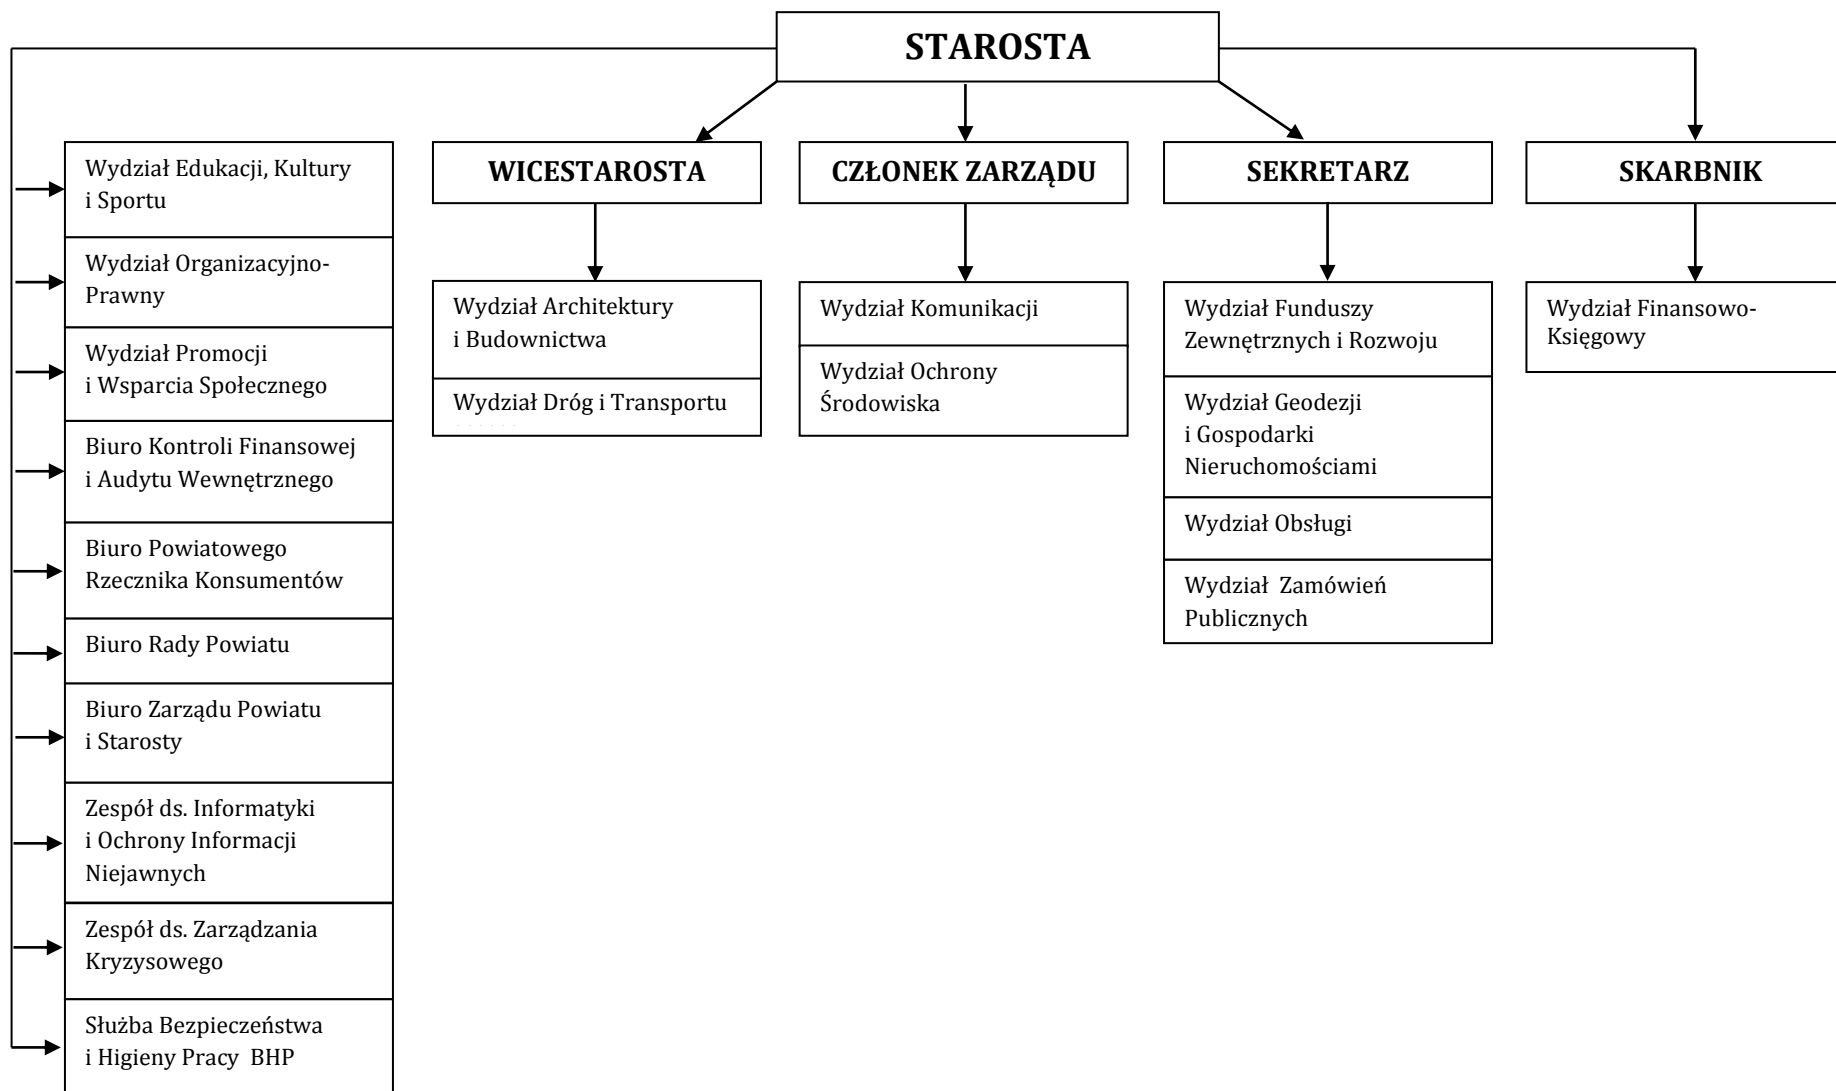 STAROSTA
Wydział Edukacji, Kultury
i Sportu
Wydział Organizacyjno-
Prawny
Wydział Promocji
i Wsparcia Społecznego
Biuro Kontroli Finansowej
i Audytu Wewnętrznego
Biuro Powiatowego
Rzecznika Konsumentów
Biuro Rady Powiatu
Biuro Zarządu Powiatu
i Starosty
Zespół ds. Informatyki
i Ochrony Informacji
Niejawnych
Zespół ds. Zarządzania
Kryzysowego
Służba Bezpieczeństwa
i Higieny Pracy  BHP
WICESTAROSTA
Wydział Architektury
i Budownictwa
Wydział Dróg i Transportu
CZŁONEK ZARZĄDU
Wydział Komunikacji
Wydział Ochrony
Środowiska
SEKRETARZ
Wydział Funduszy
Zewnętrznych i Rozwoju
Wydział Geodezji
i Gospodarki
Nieruchomościami
Wydział Obsługi
Wydział  Zamówień
Publicznych
SKARBNIK
Wydział Finansowo-
Księgowy